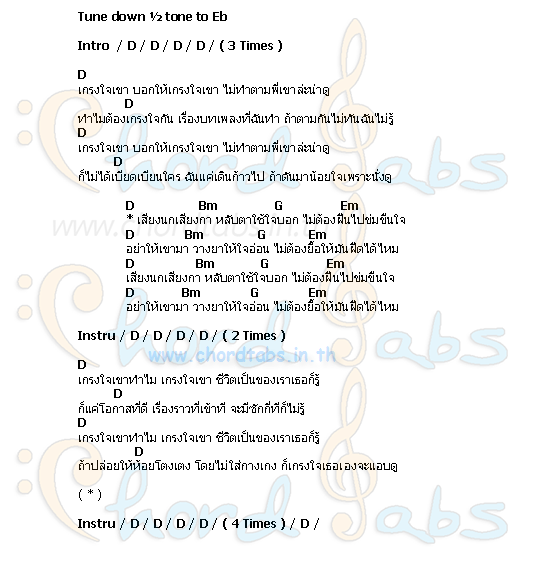 Tune down ½ tone to Eb
Intro / D / D / D / D / ( 3 Times )
D
เกรงใจเขา บอกให้เกรงใจเขา ไม่ทำตามพี่เขาล่ะน่าดู
D
ทำไมต้องเกรงใจกัน เรื่องบทเพลงที่ฉันทำ ถ้าตามกันไม่ทันฉันไม่รู้
D
เกรงใจเขา บอกให้เกรงใจเขา ไม่ทำตามพี่เขาล่ะน่าดู
D
ก็ไม่ได้เบียดเบียนใคร ฉันแค่เดินก้าวไป ถ้าดันมาน้อยใจเพราะนั่งดู
D Bm G Em
* เสียงนกเสียงกา หลับตาใช้ใจบอก ไม่ต้องฝืนไปข่มขืนใจ
D Bm G Em
อย่าให้เขามา วางยาให้ใจอ่อน ไม่ต้องยื้อให้มันฝืดได้ไหม
D Bm G Em
เสียงนกเสียงกา หลับตาใช้ใจบอก ไม่ต้องฝืนไปข่มขืนใจ
D Bm G Em
อย่าให้เขามา วางยาให้ใจอ่อน ไม่ต้องยื้อให้มันฝืดได้ไหม
Instru / D / D / D / D / ( 2 Times )
www.chordtabs.in.th
D
เกรงใจเขาทำไม เกรงใจเขา ชีวิตเป็นของเราเธอก็รู้
D
ก็แค่โอกาสที่ดี เรื่องราวที่เข้าที จะมีซักกี่ทีก็ไม่รู้
D
เกรงใจเขาทำไม เกรงใจเขา ชีวิตเป็นของเราเธอก็รู้
D
ถ้าปล่อยให้ห้อยโตงเตง โดยไม่ใส่กางเกง ก็เกรงใจเธอเองจะแอบดู
( * )
Instru / D / D / D / D / ( 4 Times ) / D /